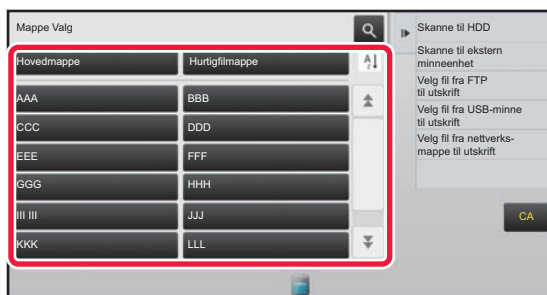 Mappe Valg
Hovedmappe
Hurtigfilmappe
AAA
BBB
CCC
DDD
EEE
FFF
GGG
HHH
III III
JJJ
KKK
LLL
Skanne til HDD
Skanne til ekstern
minneenhet
Velg fil fra FTP
til utskrift
Velg fil fra USB-minne
til utskrift
Velg fil fra nettverks-
mappe til utskrift
CA